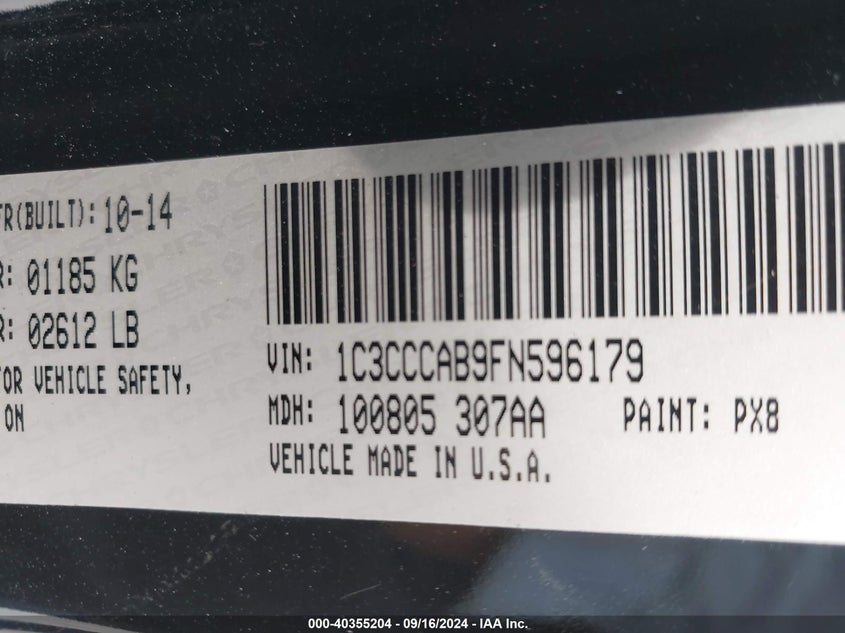 FR(BUILT): 10-14
R: 01185 KG
R: 02612 LB
FOR VEHICLE SAFETY,
ON
VIN: 1C3CCCAB9FN596179
MDH: 100805 307AA PAINT: PX8
VEHICLE MADE IN U.S.A.
000-40355204 - 09/16/2024 - IAA Inc.